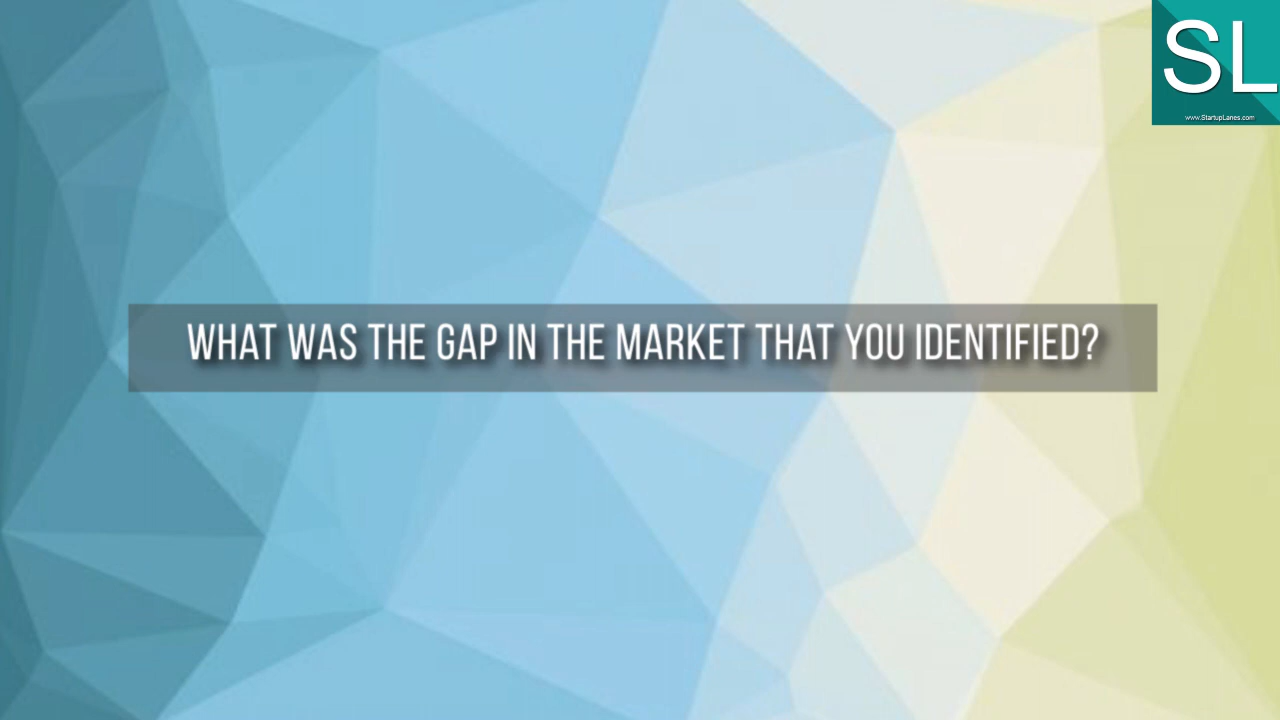 SL
www.StartupLanes.com
WHAT WAS THE GAP IN THE MARKET THAT YOU IDENTIFIED?